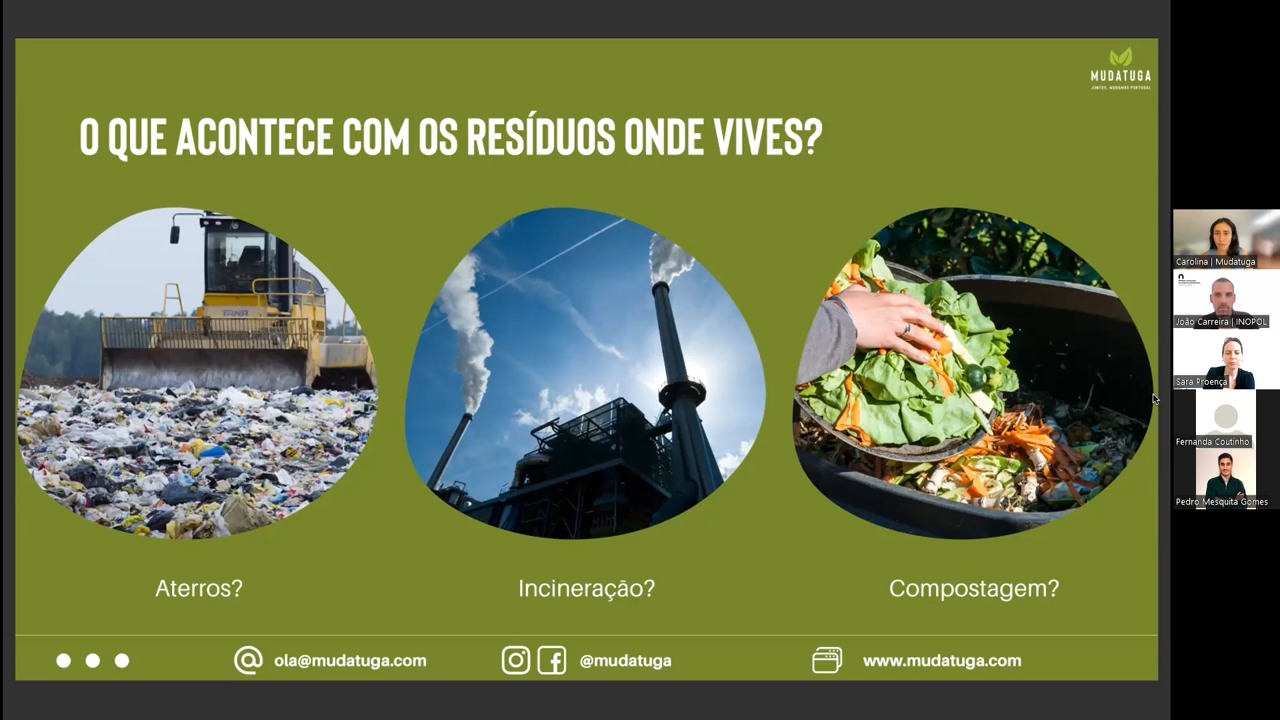 MUDATUGA
JUNTOS, MUDAMOS PORTUGAL
O QUE ACONTECE COM OS RESÍDUOS ONDE VIVES?
TANA
Aterros?
Incineração?
Compostagem?
ola@mudatuga.com
@mudatuga
www.mudatuga.com
Carolina | Mudatuga
João Carreira | INOPOL
Sara Proença
Fernanda Coutinho
Pedro Mesquita Gomes